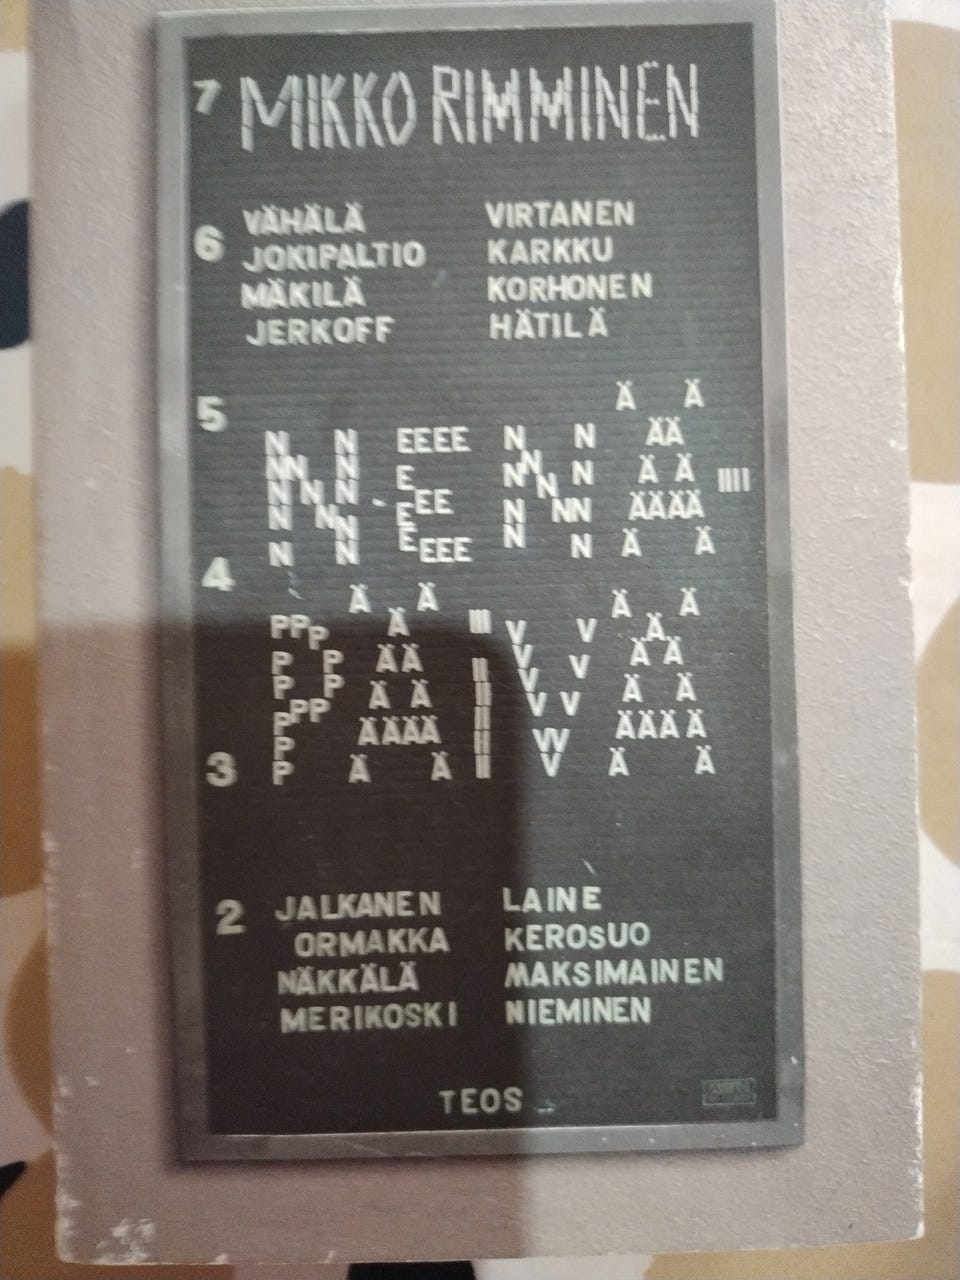 7 MIKKO RIMMINEN
6
VÄHÄLÄ VIRTANEN
JOKIPALTIO KARKKU
MÄKILÄ KORHONEN
JERKOFF HÄTILÄ
5
NENÄ-
4
PÄIVÄ
3
2
JALKANEN LAINE
ORMAKKA KEROSUO
NÄKKÄLÄ MAKSIMAINEN
MERIKOSKI NIEMINEN
TEOS